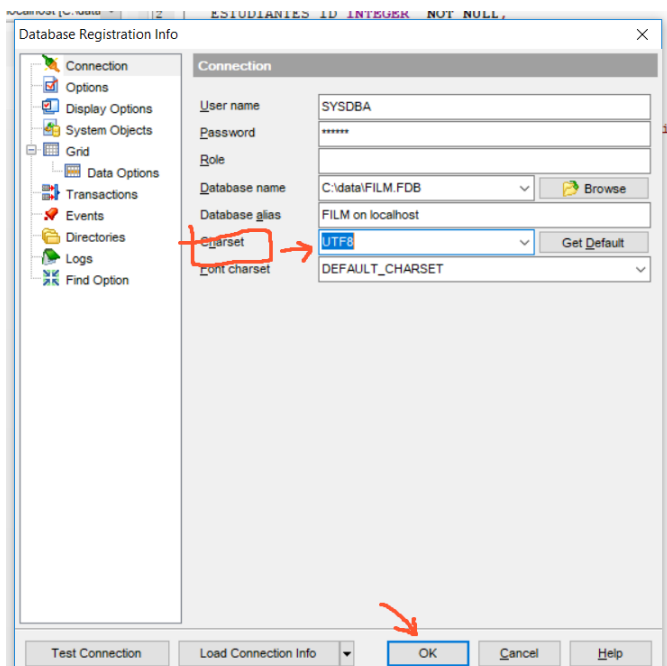 ESTUDIANTES_ID INTEGER NOT NULL,
Database Registration Info
Connection
Options
Display Options
System Objects
Grid
Data Options
Transactions
Events
Directories
Logs
Find Option
Connection
User name SYSDBA
Password ******
Role
Database name C:\data\FILM.FDB Browse
Database alias FILM on localhost
Charset UTF8 Get Default
Font charset DEFAULT_CHARSET
Test Connection Load Connection Info OK Cancel Help